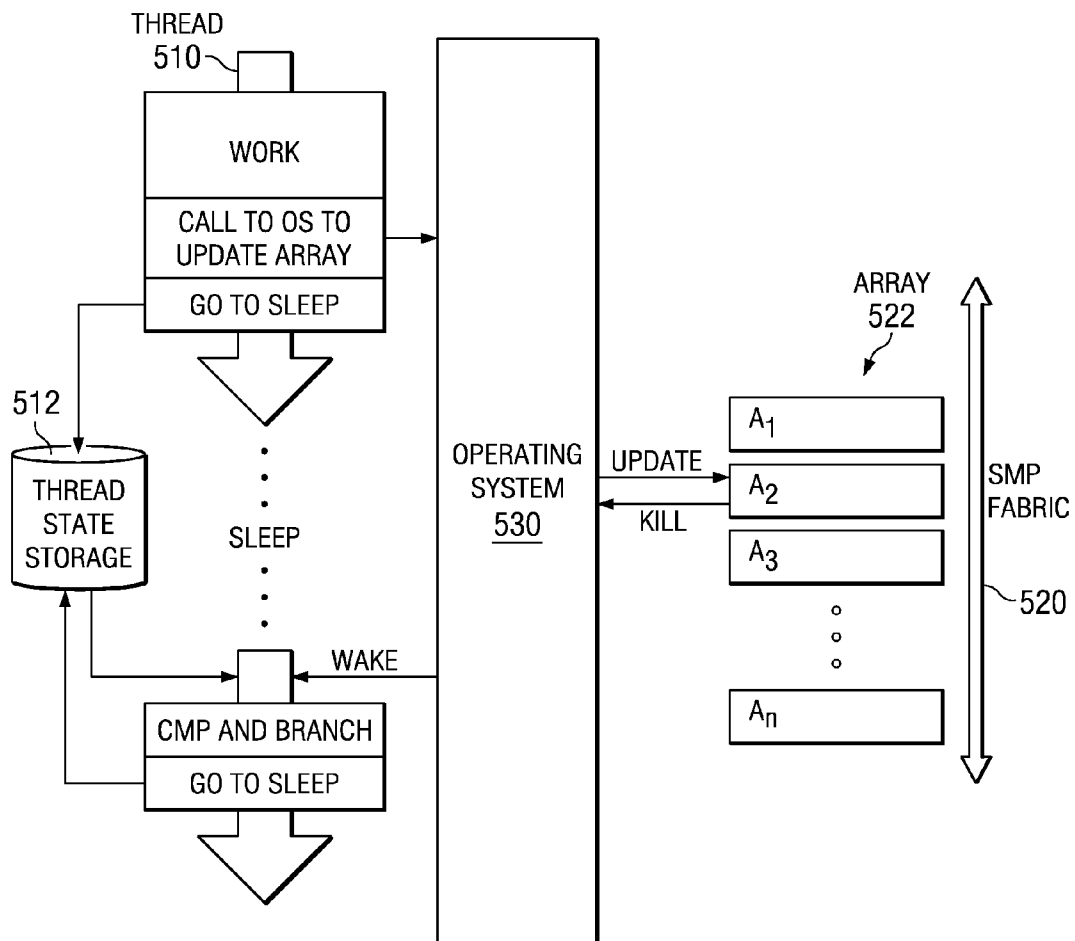 THREAD
510
WORK
CALL TO OS TO
UPDATE ARRAY
GO TO SLEEP
512
THREAD
STATE
STORAGE
SLEEP
WAKE
CMP AND BRANCH
GO TO SLEEP
OPERATING
SYSTEM
530
UPDATE
KILL
ARRAY
522
A1
A2
A3
An
SMP
FABRIC
520